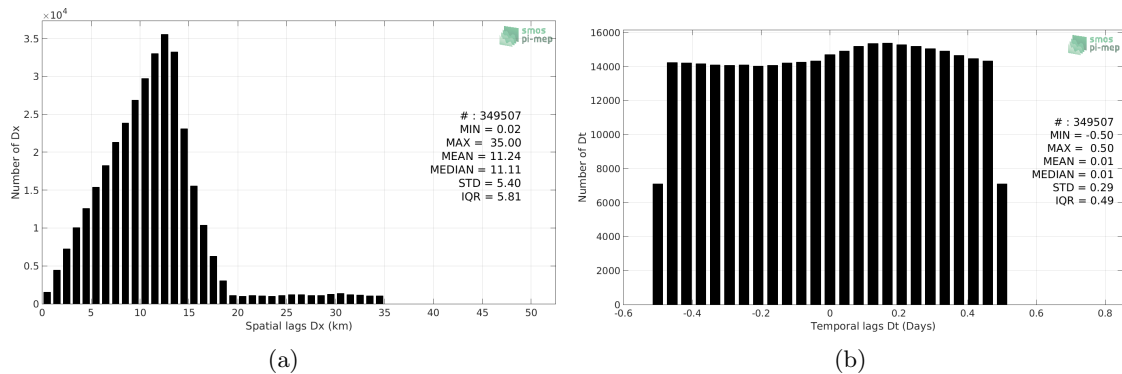 ×10⁴
3.5
3
2.5
2
1.5
1
0.5
0
Number of Dx
smos
pi-mep
# : 349507
MIN = 0.02
MAX = 35.00
MEAN = 11.24
MEDIAN = 11.11
STD = 5.40
IQR = 5.81
0 5 10 15 20 25 30 35 40 45 50
Spatial lags Dx (km)
(a)
16000
14000
12000
10000
8000
6000
4000
2000
0
Number of Dt
smos
pi-mep
# : 349507
MIN = -0.50
MAX = 0.50
MEAN = 0.01
MEDIAN = 0.01
STD = 0.29
IQR = 0.49
-0.6 -0.4 -0.2 0 0.2 0.4 0.6 0.8
Temporal lags Dt (Days)
(b)